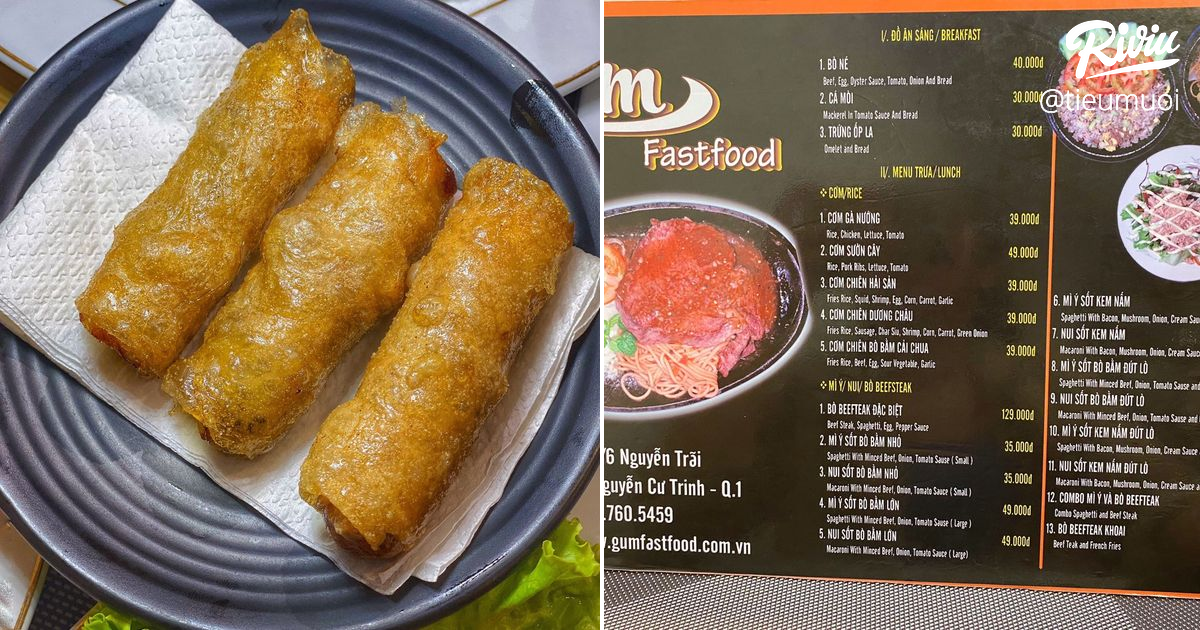 Riviu
@tieumuoi
m
Fastfood
76 Nguyễn Trãi
guyễn Cư Trinh - Q.1
.760.5459
.gumfastfood.com.vn
I/. ĐỒ ĂN SÁNG / BREAKFAST
1. BÒ NÉ 40.000đ
Beef, Egg, Oyster Sauce, Tomato, Onion And Bread
2. CÁ MÒI 30.000đ
Mackerel In Tomato Sauce And Bread
3. TRỨNG ỐP LA 30.000đ
Omelet and Bread
II/. MENU TRƯA/LUNCH
❖ CƠM/RICE
1. CƠM GÀ NƯỚNG 39.000đ
Rice, Chicken, Lettuce, Tomato
2. CƠM SƯỜN CÂY 49.000đ
Rice, Pork Ribs, Lettuce, Tomato
3. CƠM CHIÊN HẢI SẢN 39.000đ
Fries Rice, Squid, Shrimp, Egg, Corn, Carrot, Garlic
4. CƠM CHIÊN DƯƠNG CHÂU 39.000đ
Fries Rice, Sausage, Char Siu, Shrimp, Corn, Carrot, Green Onion
5. CƠM CHIÊN BÒ BẰM CẢI CHUA 39.000đ
Fries Rice, Beef, Egg, Sour Vegetable, Garlic
❖ MÌ Ý/ NUI/ BÒ BEEFSTEAK
1. BÒ BEEFTEAK ĐẶC BIỆT 129.000đ
Beef Steak, Spaghetti, Egg, Pepper Sauce
2. MÌ Ý SỐT BÒ BẰM NHỎ 35.000đ
Spaghetti With Minced Beef, Onion, Tomato Sause ( Small )
3. NUI SỐT BÒ BẰM NHỎ 35.000đ
Macaroni With Minced Beef, Onion, Tomato Sause ( Small )
4. MÌ Ý SỐT BÒ BẰM LỚN 49.000đ
Spaghetti With Minced Beef, Onion, Tomato Sause ( Large )
5. NUI SỐT BÒ BẰM LỚN 49.000đ
Macaroni With Minced Beef, Onion, Tomato Sause ( Large )
6. MÌ Ý SỐT KEM NẤM
Spaghetti With Bacon, Mushroom, Onion, Cream Sauce
7. NUI SỐT KEM NẤM
Macaroni With Bacon, Mushroom, Onion, Cream Sauce
8. MÌ Ý SỐT BÒ BẰM ĐÚT LÒ
Spaghetti With Minced Beef, Onion, Tomato Sause and
9. NUI SỐT BÒ BẰM ĐÚT LÒ
Macaroni With Minced Beef, Onion, Tomato Sause and
10. MÌ Ý SỐT KEM NẤM ĐÚT LÒ
Spaghetti With Bacon, Mushroom, Onion, Cream Sause
11. NUI SỐT KEM NẤM ĐÚT LÒ
Macaroni With Bacon, Mushroom, Onion, Cream Sause
12. COMBO MÌ Ý VÀ BÒ BEEFTEAK
Combo Spaghetti and Beef Steak
13. BÒ BEEFTEAK KHOAI
Beef Teak and French Fries